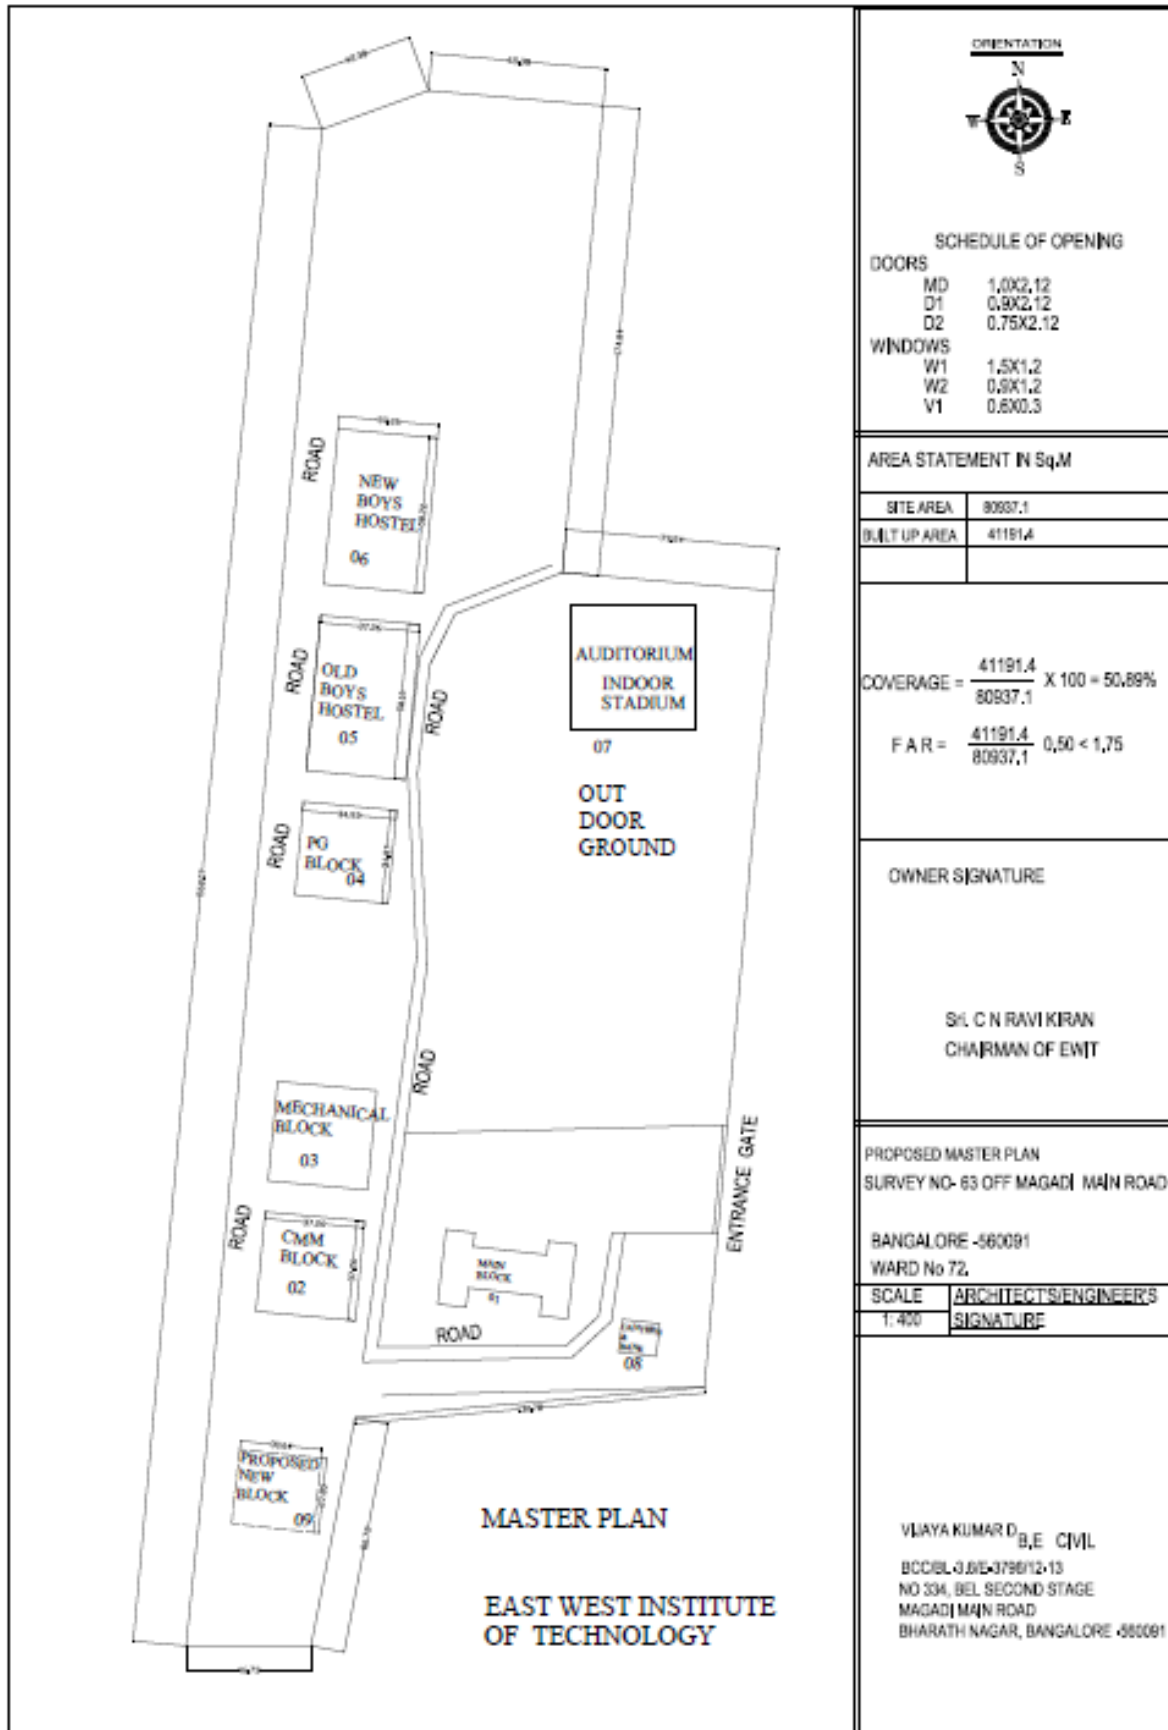 ROAD
NEW
BOYS
HOSTEL
06
ROAD
OLD
BOYS
HOSTEL
05
ROAD
AUDITORIUM
INDOOR
STADIUM
07
OUT
DOOR
GROUND
ROAD
PG
BLOCK
04
ROAD
MECHANICAL
BLOCK
03
ENTRANCE GATE
ROAD
CMM
BLOCK
02
MAIN
BLOCK
01
ROAD
08
PROPOSED
NEW
BLOCK
09
MASTER PLAN
EAST WEST INSTITUTE
OF TECHNOLOGY
ORIENTATION
N
W E
S
SCHEDULE OF OPENING
DOORS
MD 1.0X2.12
D1 0.9X2.12
D2 0.75X2.12
WINDOWS
W1 1.5X1.2
W2 0.9X1.2
V1 0.6X0.3
AREA STATEMENT IN Sq.M
SITE AREA 80937.1
BUILT UP AREA 41191.4
COVERAGE = 41191.4
80937.1 X 100 = 50.89%
F A R = 41191.4
80937.1 0.50 < 1.75
OWNER SIGNATURE
Sri. C N RAVI KIRAN
CHAIRMAN OF EWIT
PROPOSED MASTER PLAN
SURVEY NO- 63 OFF MAGADI MAIN ROAD
BANGALORE -560091
WARD No 72.
SCALE ARCHITECT'S/ENGINEER'S
1: 400 SIGNATURE
VIJAYA KUMAR D B.E CIVIL
NO 334, BEL SECOND STAGE
MAGADI MAIN ROAD
BHARATH NAGAR, BANGALORE -560091